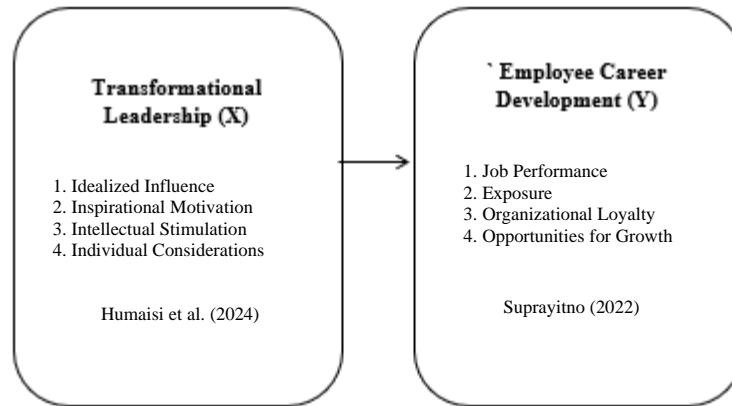 Transformational
Leadership (X)
1. Idealized Influence
2. Inspirational Motivation
3. Intellectual Stimulation
4. Individual Considerations
Humaisi et al. (2024)
` Employee Career
Development (Y)
1. Job Performance
2. Exposure
3. Organizational Loyalty
4. Opportunities for Growth
Suprayitno (2022)